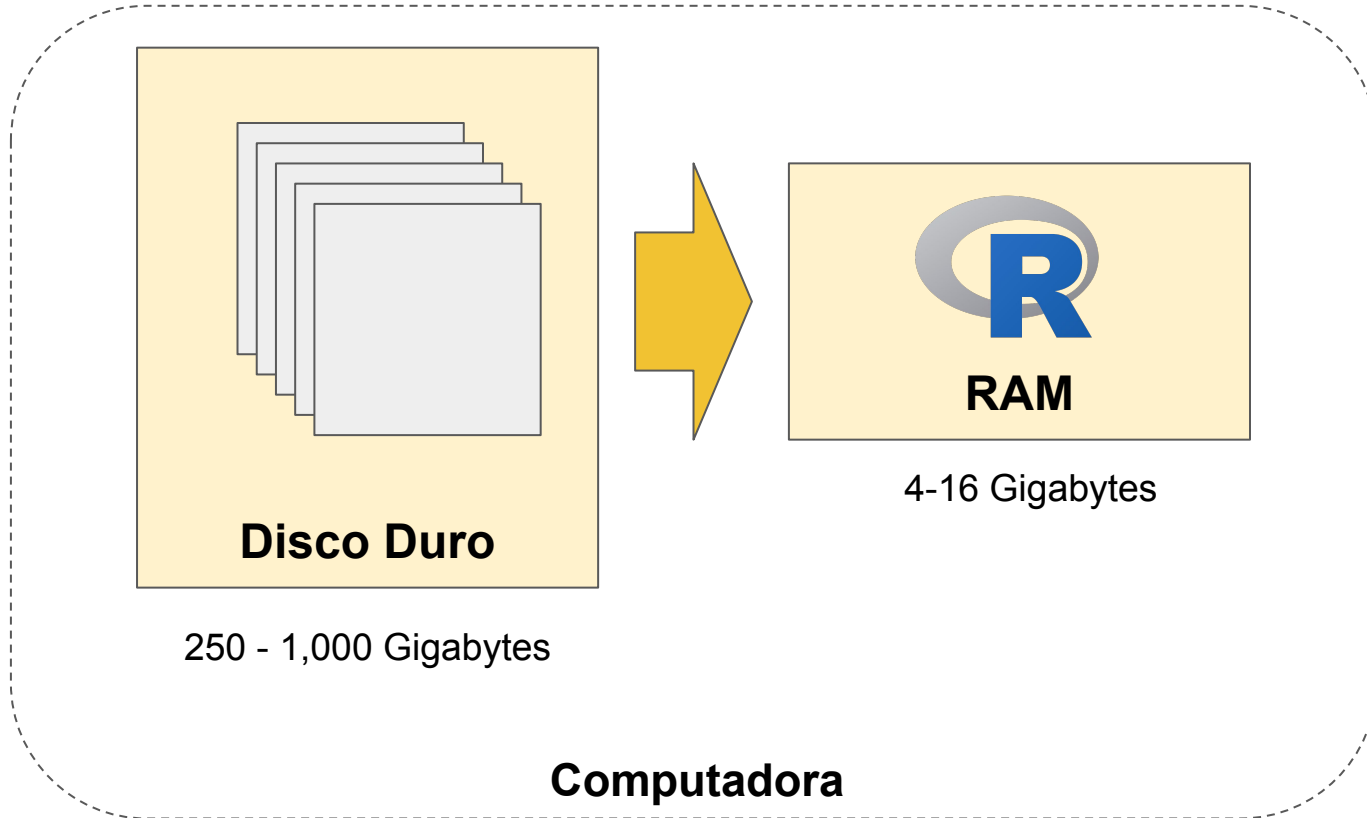 Disco Duro
250 - 1,000 Gigabytes
R
RAM
4-16 Gigabytes
Computadora